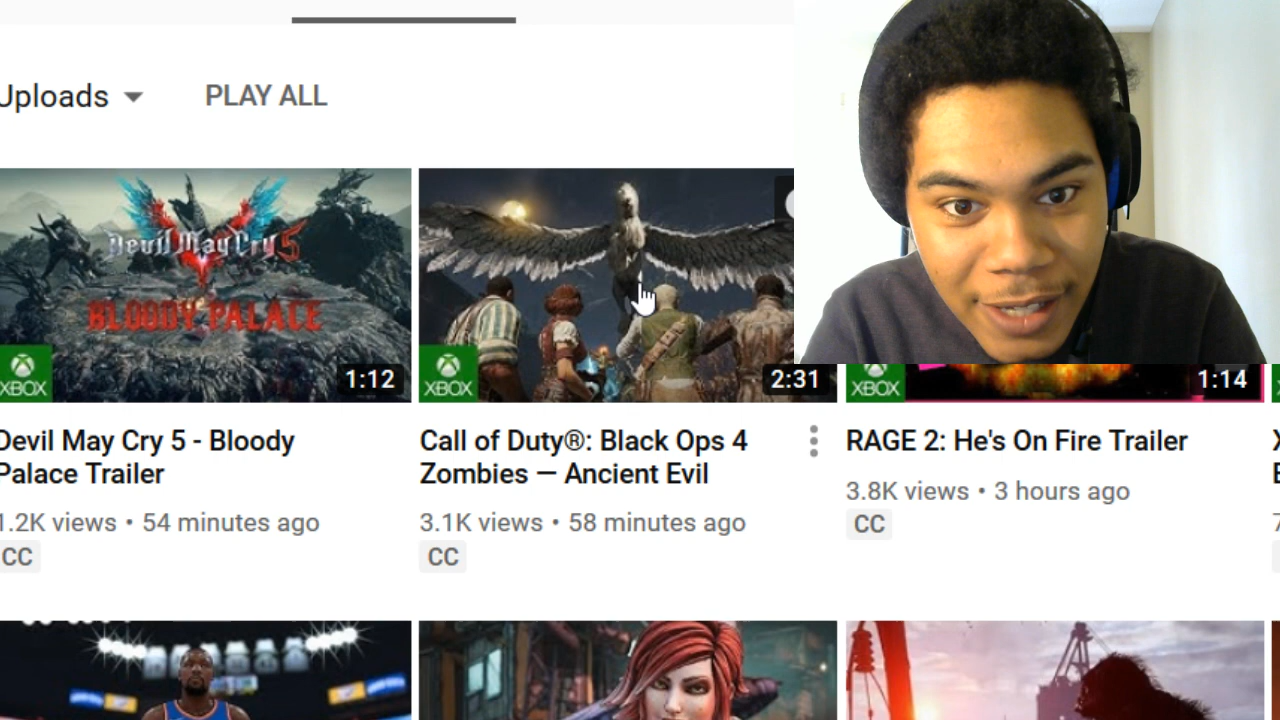 Uploads
PLAY ALL
Devil May Cry 5
BLOODY PALACE
XBOX
1:12
XBOX
2:31
XBOX
1:14
Devil May Cry 5 - Bloody
Palace Trailer
1.2K views • 54 minutes ago
CC
Call of Duty®: Black Ops 4
Zombies — Ancient Evil
3.1K views • 58 minutes ago
CC
RAGE 2: He's On Fire Trailer
3.8K views • 3 hours ago
CC